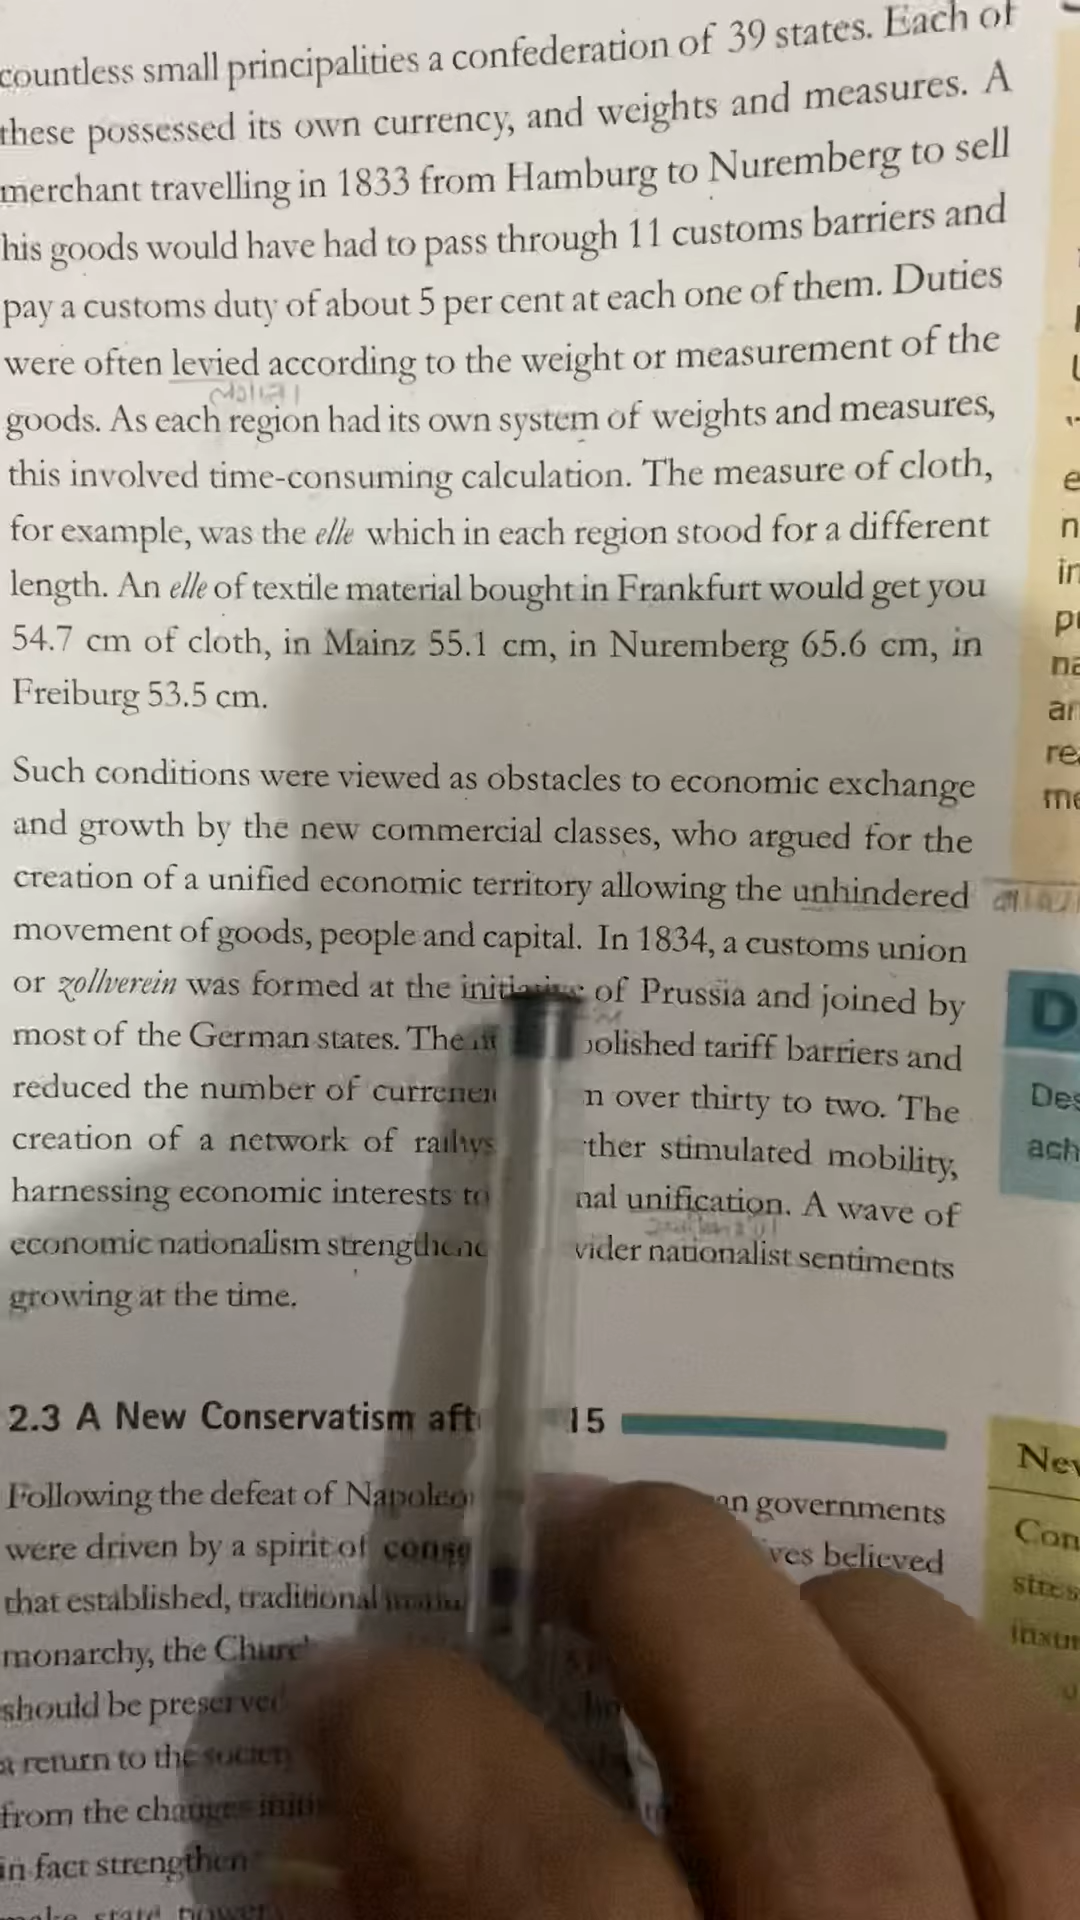 countless small principalities a confederation of 39 states. Each of
these possessed its own currency, and weights and measures. A
merchant travelling in 1833 from Hamburg to Nuremberg to sell
his goods would have had to pass through 11 customs barriers and
pay a customs duty of about 5 per cent at each one of them. Duties
were often levied according to the weight or measurement of the
goods. As each region had its own system of weights and measures,
this involved time-consuming calculation. The measure of cloth,
for example, was the elle which in each region stood for a different
length. An elle of textile material bought in Frankfurt would get you
54.7 cm of cloth, in Mainz 55.1 cm, in Nuremberg 65.6 cm, in
Freiburg 53.5 cm.
Such conditions were viewed as obstacles to economic exchange
and growth by the new commercial classes, who argued for the
creation of a unified economic territory allowing the unhindered
movement of goods, people and capital. In 1834, a customs union
or zollverein was formed at the initiative of Prussia and joined by
most of the German states. The polished tariff barriers and
reduced the number of n over thirty to two. The
creation of a network of ther stimulated mobility,
harnessing economic interests to nal unification. A wave of
economic nationalism vider nationalist sentiments
growing at the time.
2.3 A New Conservatism aft 15
Following the defeat of Napoleo an governments
were driven by a spirit of conse ves believed
that established, traditional
monarchy, the Church
should be preserved
a return to the
from the changes
in fact strengthen
make state power
D
Des
ach
Nev
Con